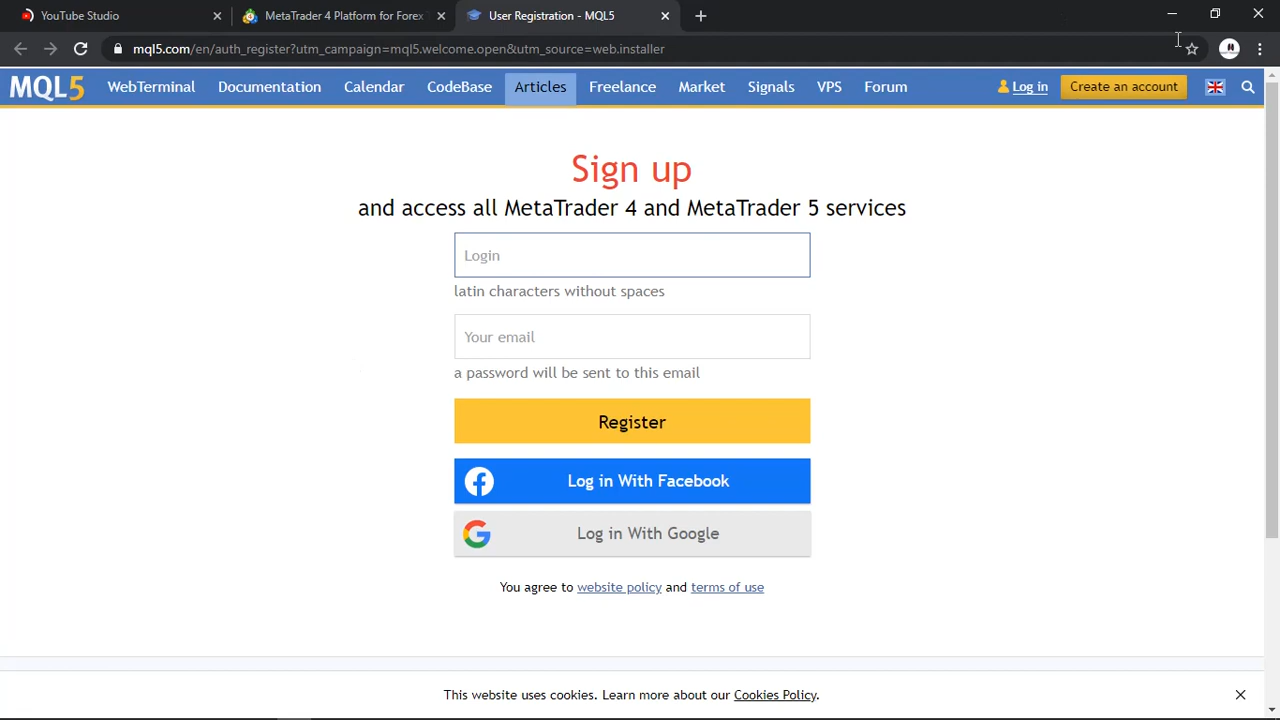 YouTube Studio
MetaTrader 4 Platform for Forex
User Registration - MQL5
mql5.com/en/auth_register?utm_campaign=mql5.welcome.open&utm_source=web.installer
MQL5 WebTerminal Documentation Calendar CodeBase Articles Freelance Market Signals VPS Forum Log in Create an account
Sign up
and access all MetaTrader 4 and MetaTrader 5 services
Login
latin characters without spaces
Your email
a password will be sent to this email
Register
Log in With Facebook
Log in With Google
You agree to website policy and terms of use
This website uses cookies. Learn more about our Cookies Policy.